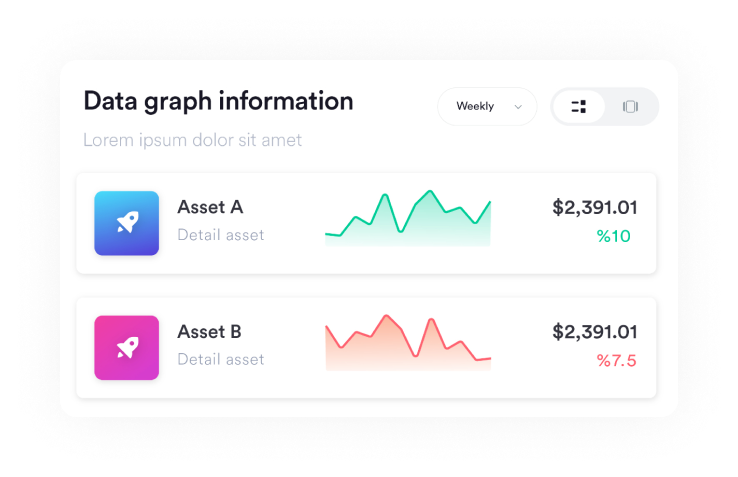 Data graph information
Weekly
Lorem ipsum dolor sit amet
Asset A
Detail asset
$2,391.01
%10
Asset B
Detail asset
$2,391.01
%7.5